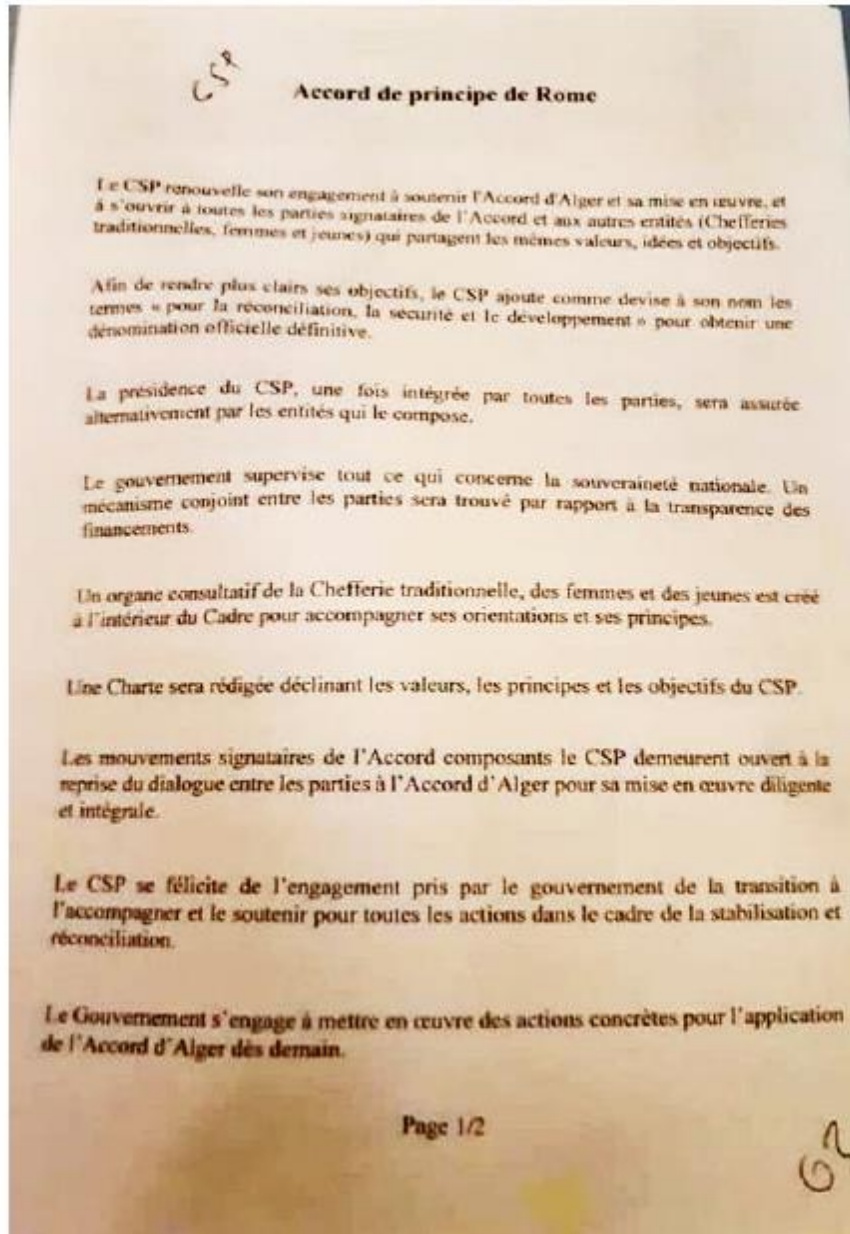 CSP
Accord de principe de Rome
Le CSP renouvelle son engagement à soutenir l'Accord d'Alger et sa mise en œuvre, et
à s'ouvrir à toutes les parties signataires de l'Accord et aux autres entités (Chefferies
traditionnelles, femmes et jeunes) qui partagent les mêmes valeurs, idées et objectifs.
Afin de rendre plus clairs ses objectifs, le CSP ajoute comme devise à son nom les
termes « pour la réconciliation, la sécurité et le développement » pour obtenir une
dénomination officielle définitive.
La présidence du CSP, une fois intégrée par toutes les parties, sera assurée
alternativement par les entités qui le compose.
Le gouvernement supervise tout ce qui concerne la souveraineté nationale. Un
mécanisme conjoint entre les parties sera trouvé par rapport à la transparence des
financements.
Un organe consultatif de la Chefferie traditionnelle, des femmes et des jeunes est créé
à l'intérieur du Cadre pour accompagner ses orientations et ses principes.
Une Charte sera rédigée déclinant les valeurs, les principes et les objectifs du CSP.
Les mouvements signataires de l'Accord composants le CSP demeurent ouvert à la
reprise du dialogue entre les parties à l'Accord d'Alger pour sa mise en œuvre diligente
et intégrale.
Le CSP se félicite de l'engagement pris par le gouvernement de la transition à
l'accompagner et le soutenir pour toutes les actions dans le cadre de la stabilisation et
réconciliation.
Le Gouvernement s'engage à mettre en œuvre des actions concrètes pour l'application
de l'Accord d'Alger dès demain.
Page 1/2